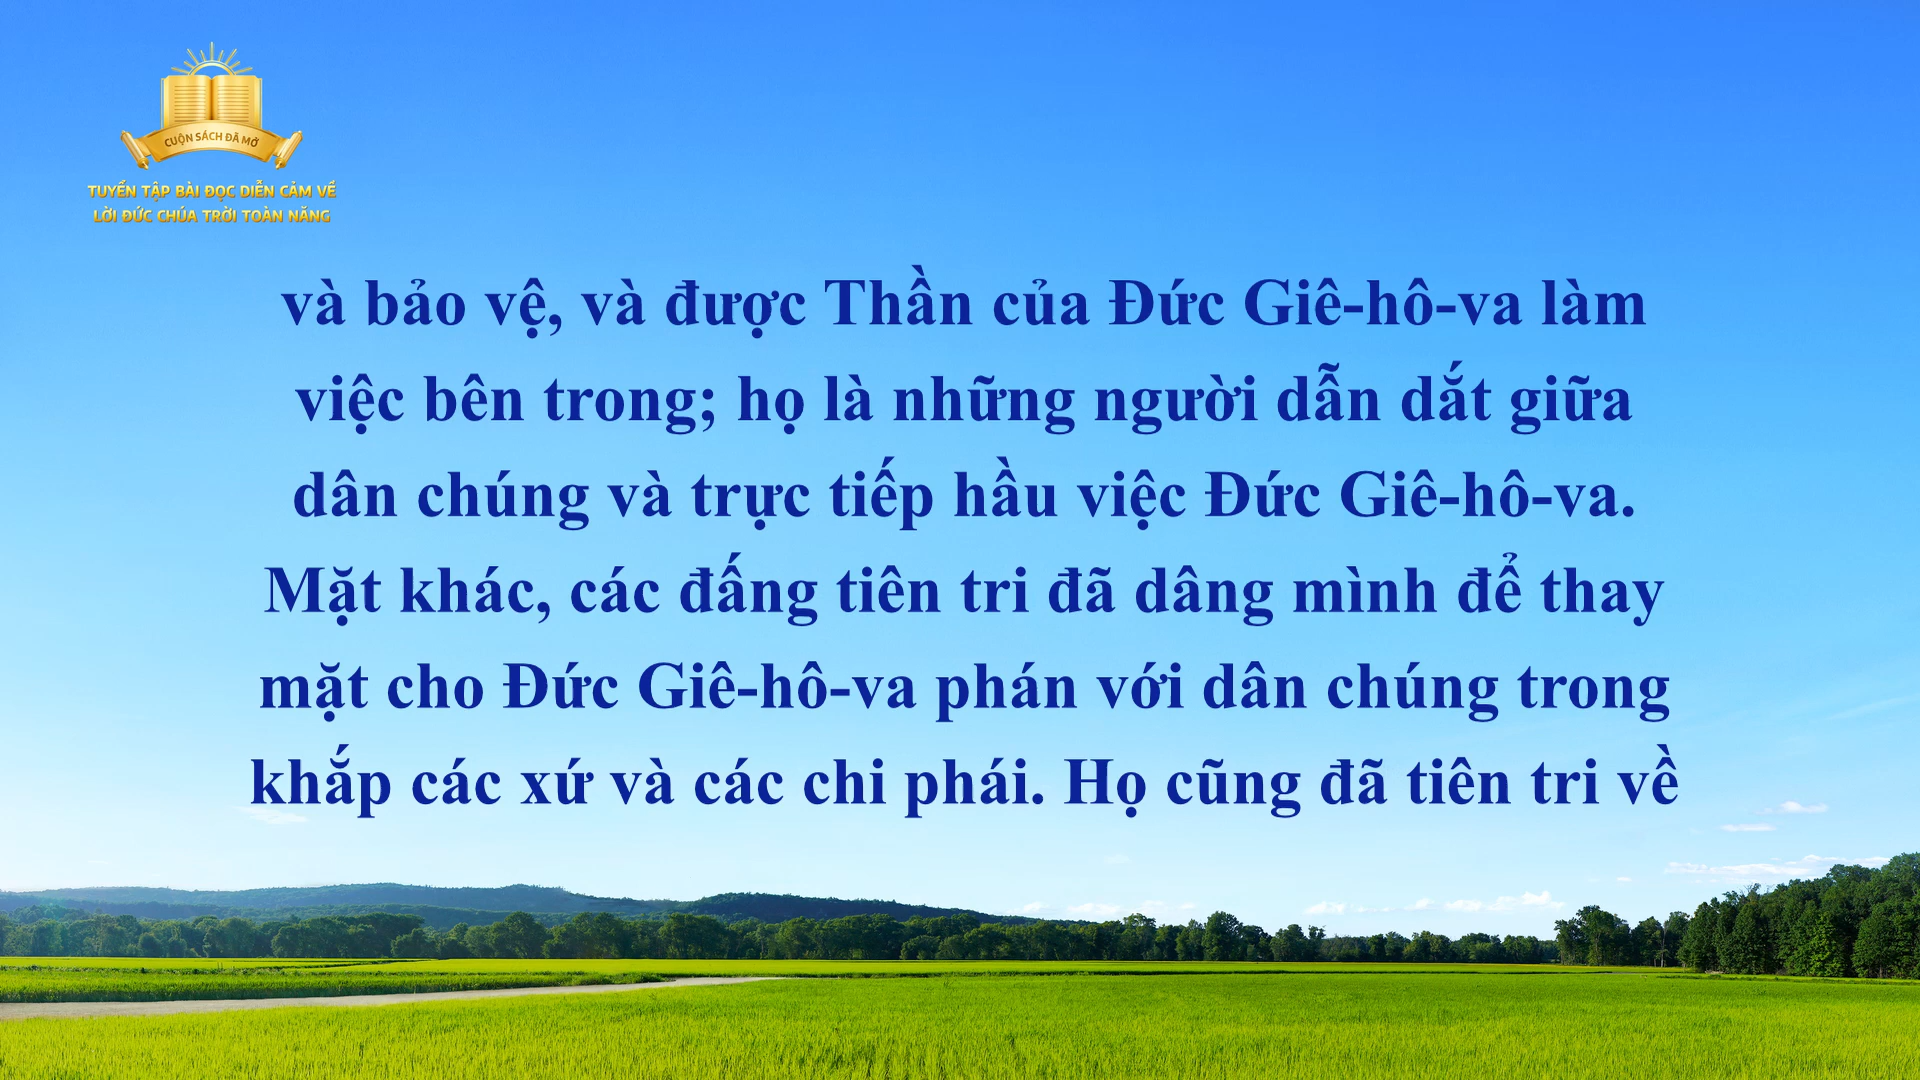 CUỘN SÁCH ĐÃ MỞ
TUYỂN TẬP BÀI ĐỌC DIỄN CẢM VỀ
LỜI ĐỨC CHÚA TRỜI TOÀN NĂNG
và bảo vệ, và được Thần của Đức Giê-hô-va làm
việc bên trong; họ là những người dẫn dắt giữa
dân chúng và trực tiếp hầu việc Đức Giê-hô-va.
Mặt khác, các đấng tiên tri đã dâng mình để thay
mặt cho Đức Giê-hô-va phán với dân chúng trong
khắp các xứ và các chi phái. Họ cũng đã tiên tri về